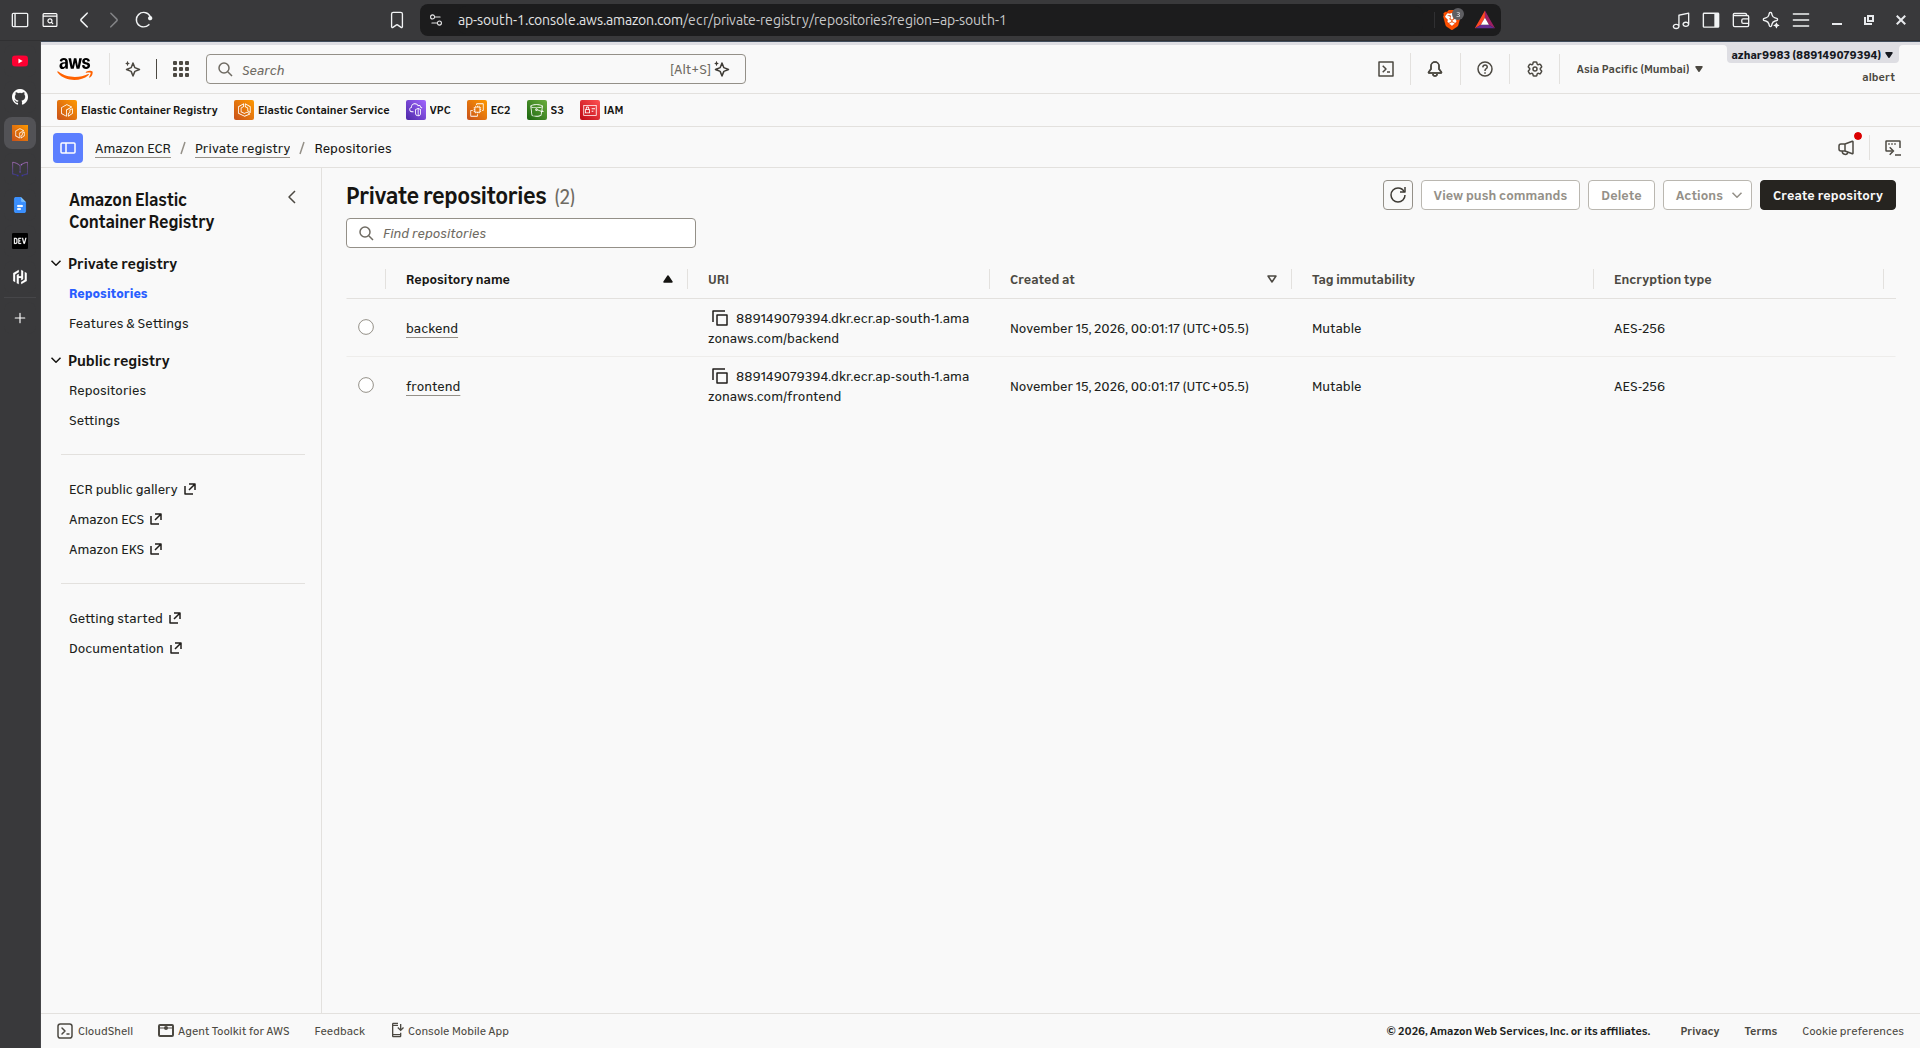 ap-south-1.console.aws.amazon.com/ecr/private-registry/repositories?region=ap-south-1
3
aws
Search [Alt+S]
Asia Pacific (Mumbai)
azhar9983 (889149079394)
albert
Elastic Container Registry Elastic Container Service VPC EC2 S3 IAM
Amazon ECR / Private registry / Repositories
DEV
Amazon Elastic
Container Registry
Private registry
Repositories
Features & Settings
Public registry
Repositories
Settings
ECR public gallery
Amazon ECS
Amazon EKS
Getting started
Documentation
Private repositories (2)
View push commands Delete Actions Create repository
Find repositories
Repository name URI Created at Tag immutability Encryption type
backend 889149079394.dkr.ecr.ap-south-1.ama November 15, 2026, 00:01:17 (UTC+05.5) Mutable AES-256
zonaws.com/backend
frontend 889149079394.dkr.ecr.ap-south-1.ama November 15, 2026, 00:01:17 (UTC+05.5) Mutable AES-256
zonaws.com/frontend
CloudShell Agent Toolkit for AWS Feedback Console Mobile App
© 2026, Amazon Web Services, Inc. or its affiliates. Privacy Terms Cookie preferences